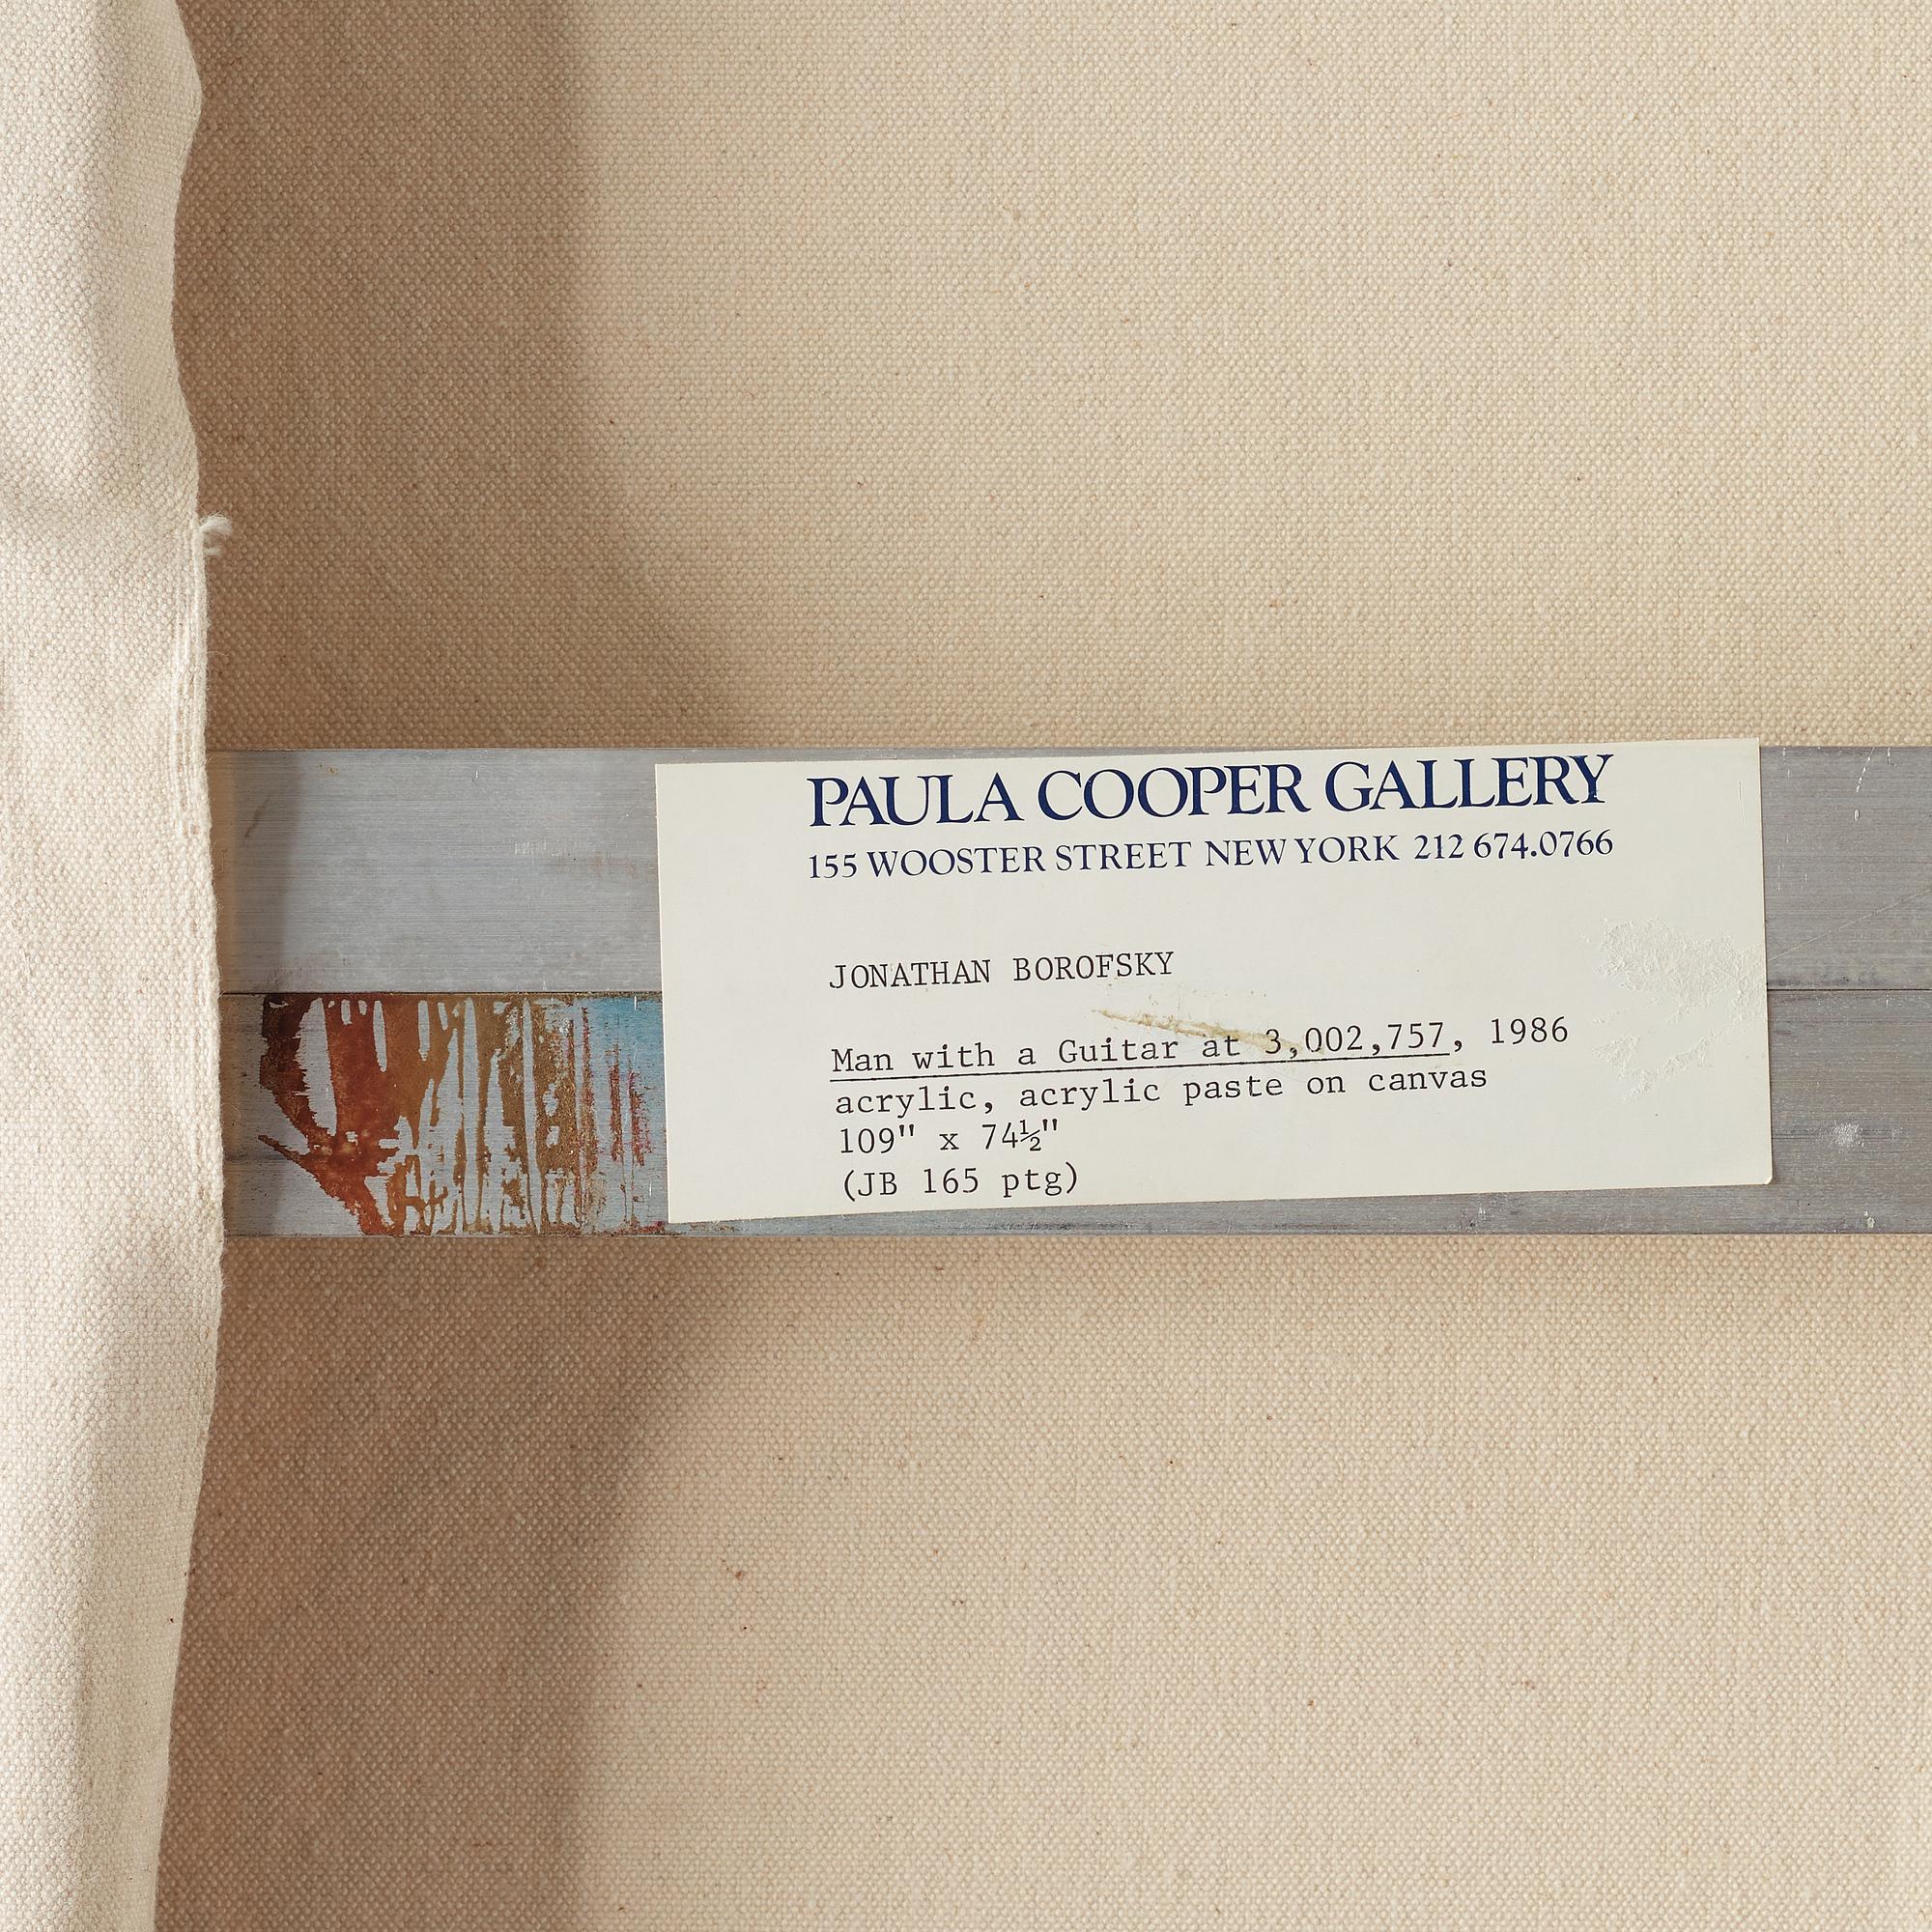 PAULA COOPER GALLERY
155 WOOSTER STREET NEW YORK 212 674.0766
JONATHAN BOROFSKY
Man with a Guitar at 3,002,757, 1986
acrylic, acrylic paste on canvas
109" x 74½"
(JB 165 ptg)